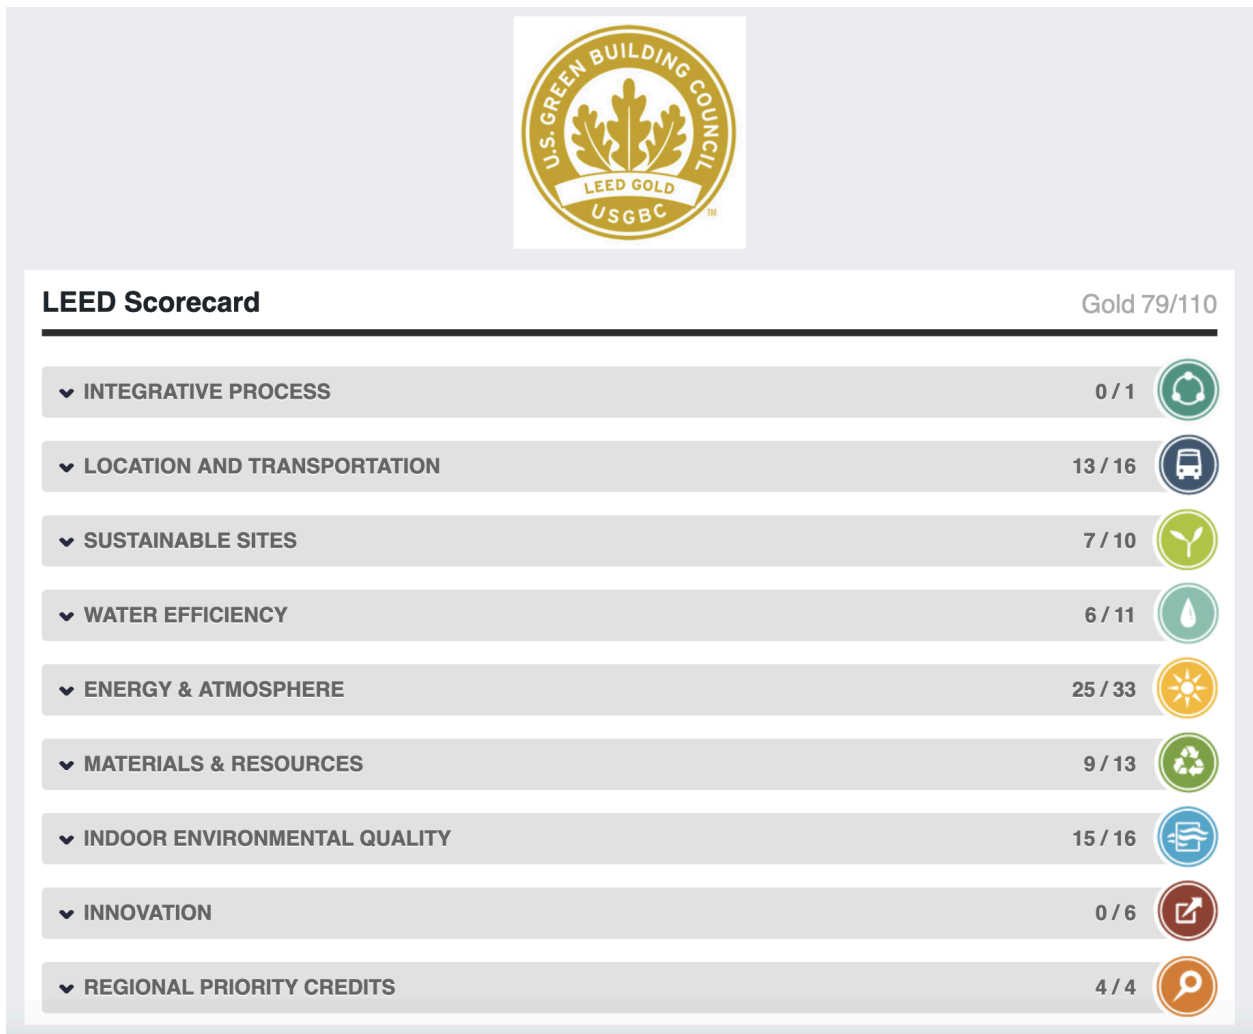 U.S. GREEN BUILDING COUNCIL
LEED GOLD
USGBC
TM
LEED Scorecard
Gold 79/110
INTEGRATIVE PROCESS 0 / 1
LOCATION AND TRANSPORTATION 13 / 16
SUSTAINABLE SITES 7 / 10
WATER EFFICIENCY 6 / 11
ENERGY & ATMOSPHERE 25 / 33
MATERIALS & RESOURCES 9 / 13
INDOOR ENVIRONMENTAL QUALITY 15 / 16
INNOVATION 0 / 6
REGIONAL PRIORITY CREDITS 4 / 4